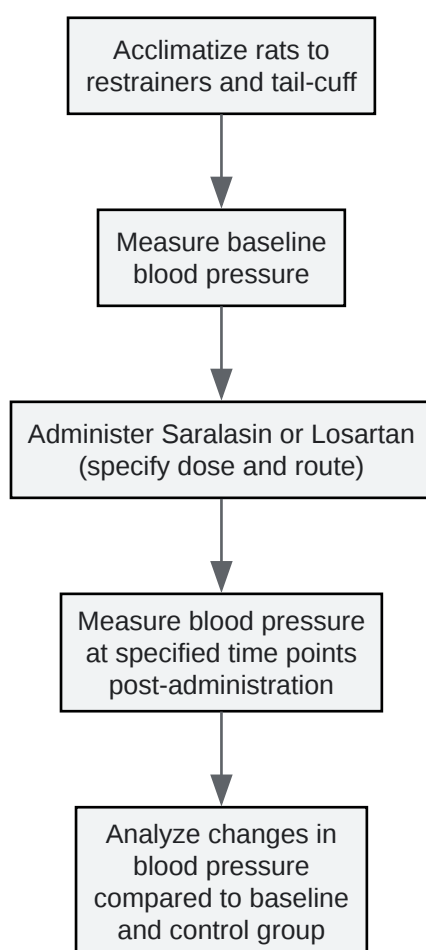 Acclimatize rats to
restrainers and tail-cuff
Measure baseline
blood pressure
Administer Saralasin or Losartan
(specify dose and route)
Measure blood pressure
at specified time points
post-administration
Analyze changes in
blood pressure
compared to baseline
and control group